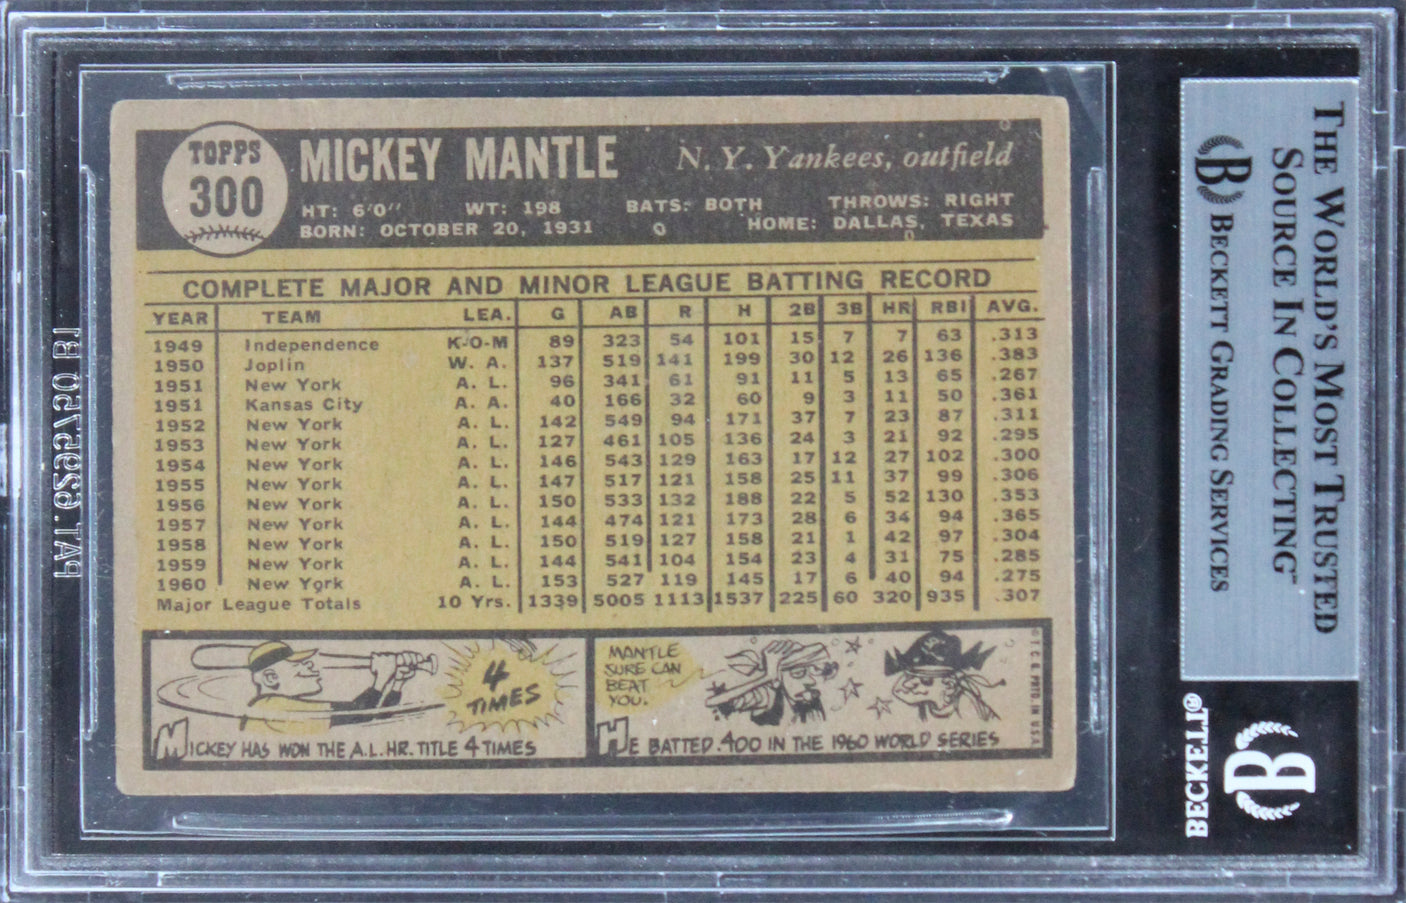 TOPPS
300
MICKEY MANTLE
N. Y. Yankees, outfield
HT: 6'0" WT: 198 BATS: BOTH THROWS: RIGHT
BORN: OCTOBER 20, 1931 HOME: DALLAS, TEXAS
COMPLETE MAJOR AND MINOR LEAGUE BATTING RECORD
YEAR TEAM LEA. G AB R H 2B 3B HR RBI AVG.
1949 Independence K-O-M 89 323 54 101 15 7 7 63 .313
1950 Joplin W. A. 137 519 141 199 30 12 26 136 .383
1951 New York A. L. 96 341 61 91 11 5 13 65 .267
1951 Kansas City A. A. 40 166 32 60 9 3 11 50 .361
1952 New York A. L. 142 549 94 171 37 7 23 87 .311
1953 New York A. L. 127 461 105 136 24 3 21 92 .295
1954 New York A. L. 146 543 129 163 17 12 27 102 .300
1955 New York A. L. 147 517 121 158 25 11 37 99 .306
1956 New York A. L. 150 533 132 188 22 5 52 130 .353
1957 New York A. L. 144 474 121 173 28 6 34 94 .365
1958 New York A. L. 150 519 127 158 21 1 42 97 .304
1959 New York A. L. 144 541 104 154 23 4 31 75 .285
1960 New York A. L. 153 527 119 145 17 6 40 94 .275
Major League Totals 10 Yrs. 1339 5005 1113 1537 225 60 320 935 .307
4
TIMES
MICKEY HAS WON THE A.L. HR. TITLE 4 TIMES
MANTLE
SURE CAN
BEAT
YOU.
HE BATTED .400 IN THE 1960 WORLD SERIES
© T.C.G. PRTD. IN U.S.A.
THE WORLD'S MOST TRUSTED
SOURCE IN COLLECTING™
B BECKETT GRADING SERVICES
BECKETT®
B
PAT. 6295750 B1